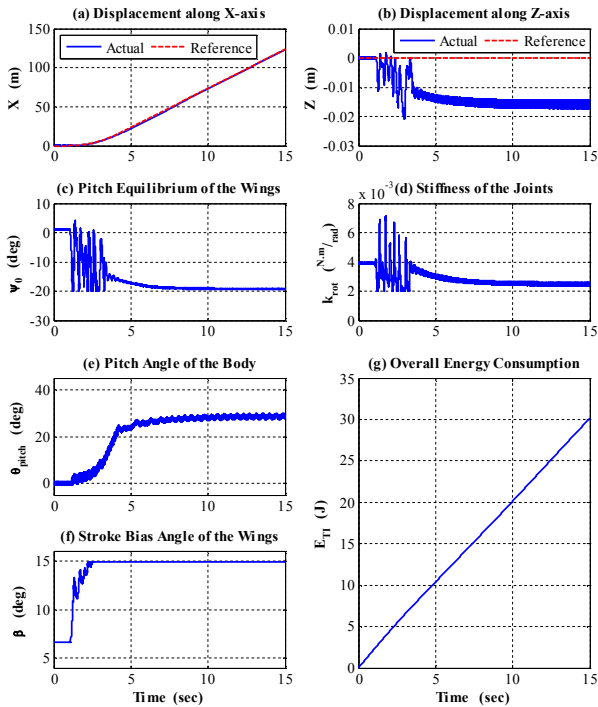 (a) Displacement along X-axis
150
100
50
0
X (m)
Actual
Reference
0 5 10 15
(b) Displacement along Z-axis
0.01
0
-0.01
-0.02
-0.03
Z (m)
Actual
Reference
0 5 10 15
(c) Pitch Equilibrium of the Wings
10
0
-10
-20
-30
Ψ0 (deg)
0 5 10 15
x 10-3
(d) Stiffness of the Joints
8
6
4
2
0
krot (N.m/rad)
0 5 10 15
(e) Pitch Angle of the Body
40
20
0
θpitch (deg)
0 5 10 15
(f) Stroke Bias Angle of the Wings
15
10
5
β (deg)
0 5 10 15
Time (sec)
(g) Overall Energy Consumption
35
30
25
20
15
10
5
0
ETI (J)
0 5 10 15
Time (sec)